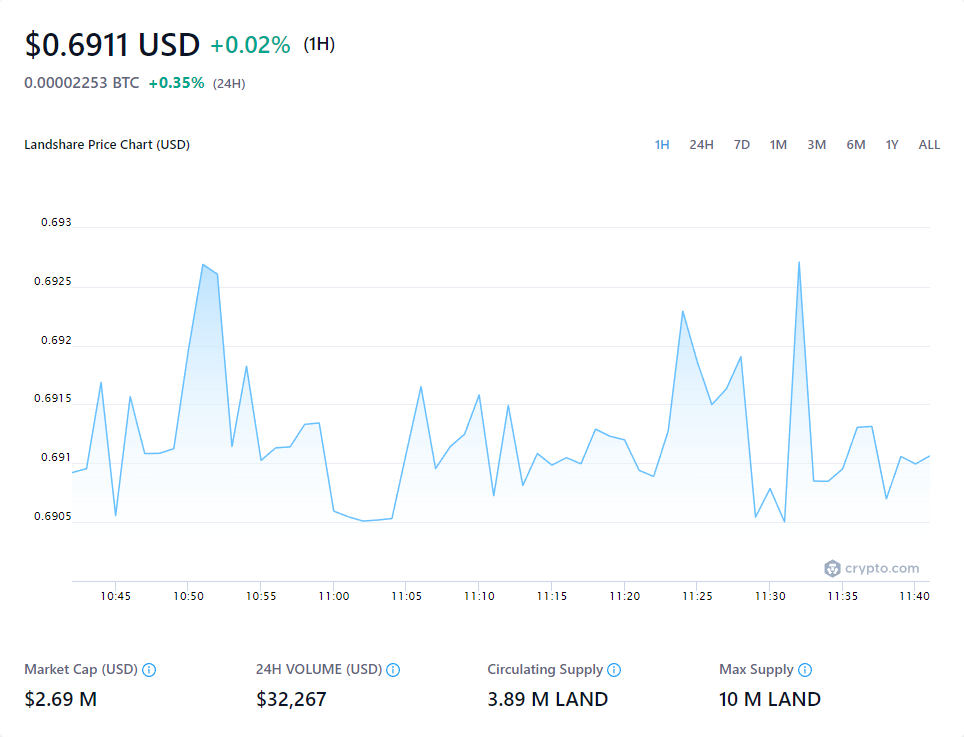 $0.6911 USD +0.02% (1H)
0.00002253 BTC +0.35% (24H)
Landshare Price Chart (USD) 1H 24H 7D 1M 3M 6M 1Y ALL
0.693
0.6925
0.692
0.6915
0.691
0.6905
crypto.com
10:45 10:50 10:55 11:00 11:05 11:10 11:15 11:20 11:25 11:30 11:35 11:40
Market Cap (USD) 24H VOLUME (USD) Circulating Supply Max Supply
$2.69 M $32,267 3.89 M LAND 10 M LAND